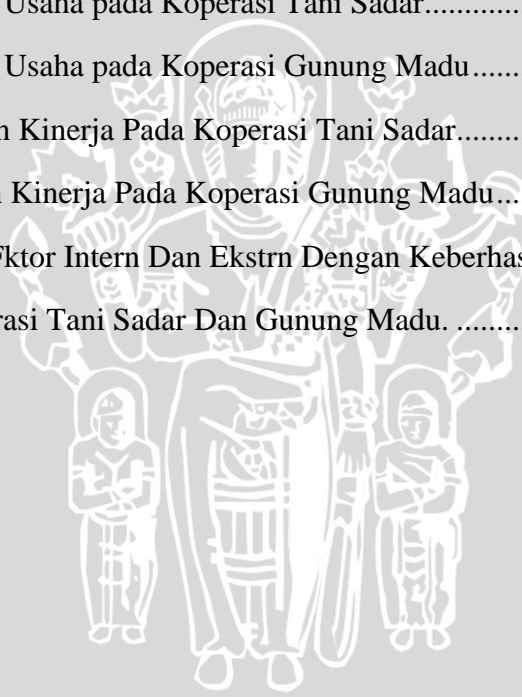 Usaha pada Koperasi Tani Sadar.............
Usaha pada Koperasi Gunung Madu......
n Kinerja Pada Koperasi Tani Sadar........
n Kinerja Pada Koperasi Gunung Madu...
Fktor Intern Dan Ekstrn Dengan Keberhas
rasi Tani Sadar Dan Gunung Madu. ........